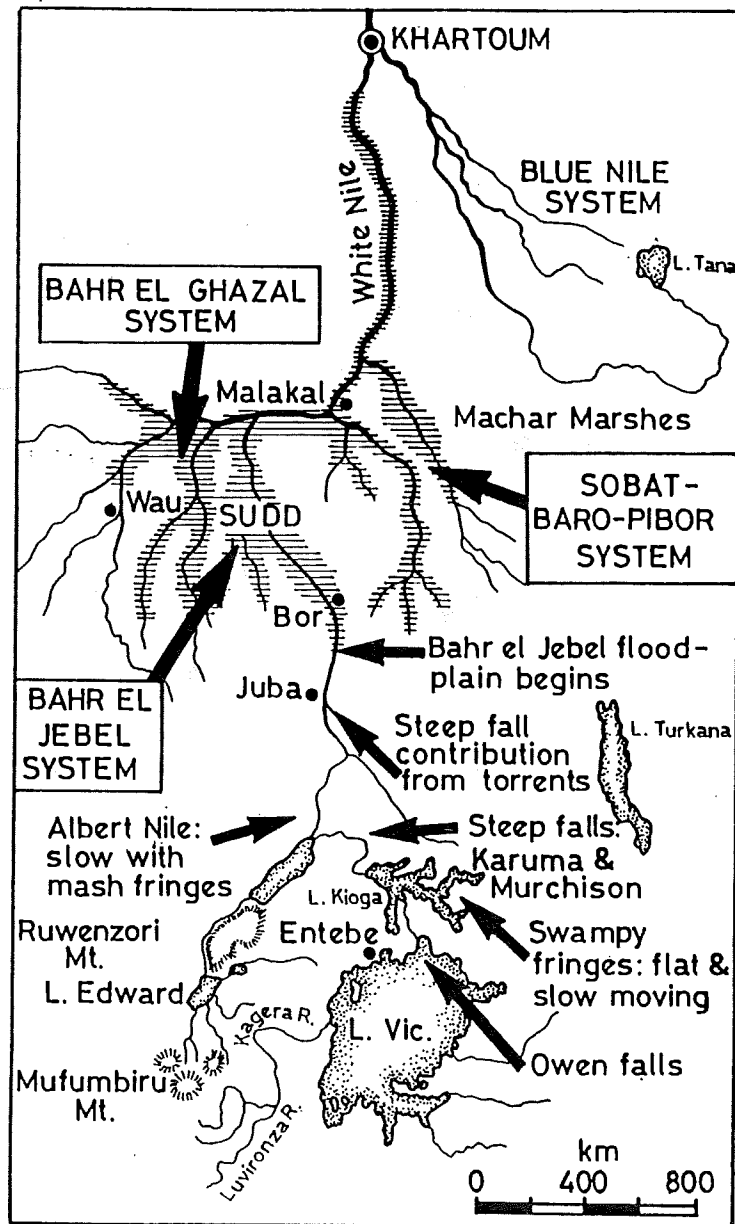 KHARTOUM
BLUE NILE
SYSTEM
L. Tana
White Nile
BAHR EL GHAZAL
SYSTEM
Malakal
Machar Marshes
SOBAT-
BARO-PIBOR
SYSTEM
Wau
SUDD
Bor
Bahr el Jebel flood-
plain begins
BAHR EL
JEBEL
SYSTEM
Juba
L. Turkana
Steep fall
contribution
from torrents
Albert Nile:
slow with
mash fringes
Steep falls:
Karuma &
Murchison
L. Kioga
Ruwenzori
Mt.
Entebe
Swampy
fringes: flat &
slow moving
L. Edward
Kagera R.
L. Vic.
Owen falls
Mufumbiru
Mt.
Luvironza R.
km
0 400 800